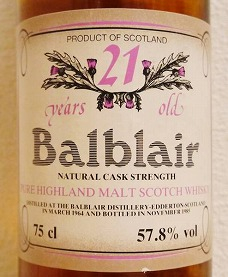 PRODUCT OF SCOTLAND
21
years old
Balblair
NATURAL CASK STRENGTH
PURE HIGHLAND MALT SCOTCH WHISKY
DISTILLED AT THE BALBLAIR DISTILLERY-EDDERTON-SCOTLAND
IN MARCH 1964 AND BOTTLED IN NOVEMBER 1985
75 cl 57.8% vol